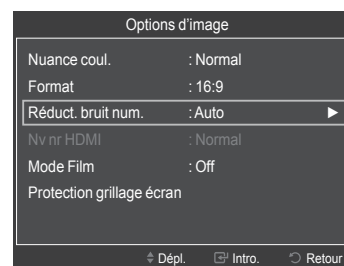 Options d'image
Nuance coul. : Normal
Format : 16:9
Réduct. bruit num. : Auto ►
Nv nr HDMI : Normal
Mode Film : Off
Protection grillage écran
Dépl. Intro. Retour